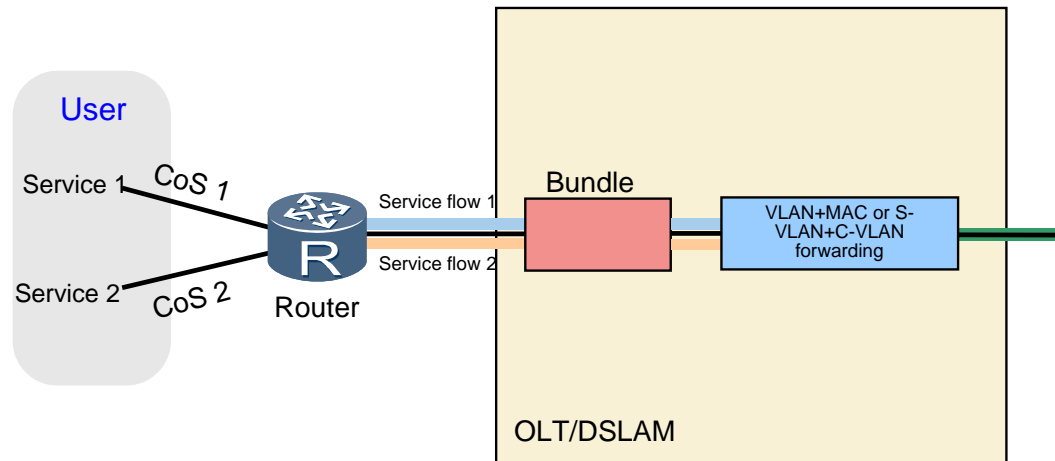 User
Service 1
CoS 1
Service flow 1
Bundle
VLAN+MAC or S-
VLAN+C-VLAN
forwarding
R
Service flow 2
Service 2
CoS 2
Router
OLT/DSLAM